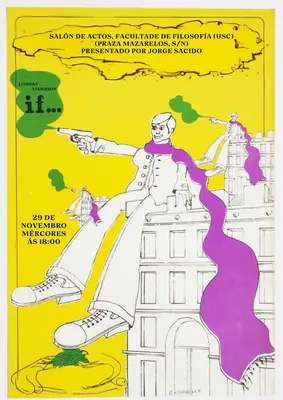 SALÓN DE ACTOS, FACULTADE DE FILOSOFÍA (USC)
(PRAZA MAZARELOS, S/N)
PRESENTADO POR JORGE SACIDO
LINDSAY
ANDERSON
if...
29 DE
NOVEMBRO
MÉRCORES
ÁS 18:00